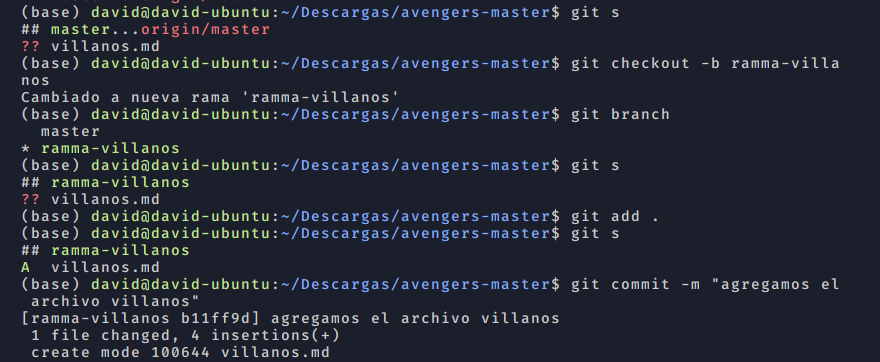 (base) david@david-ubuntu:~/Descargas/avengers-master$ git s
## master...origin/master
?? villanos.md
(base) david@david-ubuntu:~/Descargas/avengers-master$ git checkout -b ramma-villa
nos
Cambiado a nueva rama 'ramma-villanos'
(base) david@david-ubuntu:~/Descargas/avengers-master$ git branch
  master
* ramma-villanos
(base) david@david-ubuntu:~/Descargas/avengers-master$ git s
## ramma-villanos
?? villanos.md
(base) david@david-ubuntu:~/Descargas/avengers-master$ git add .
(base) david@david-ubuntu:~/Descargas/avengers-master$ git s
## ramma-villanos
A  villanos.md
(base) david@david-ubuntu:~/Descargas/avengers-master$ git commit -m "agregamos el
 archivo villanos"
[ramma-villanos b11ff9d] agregamos el archivo villanos
 1 file changed, 4 insertions(+)
 create mode 100644 villanos.md